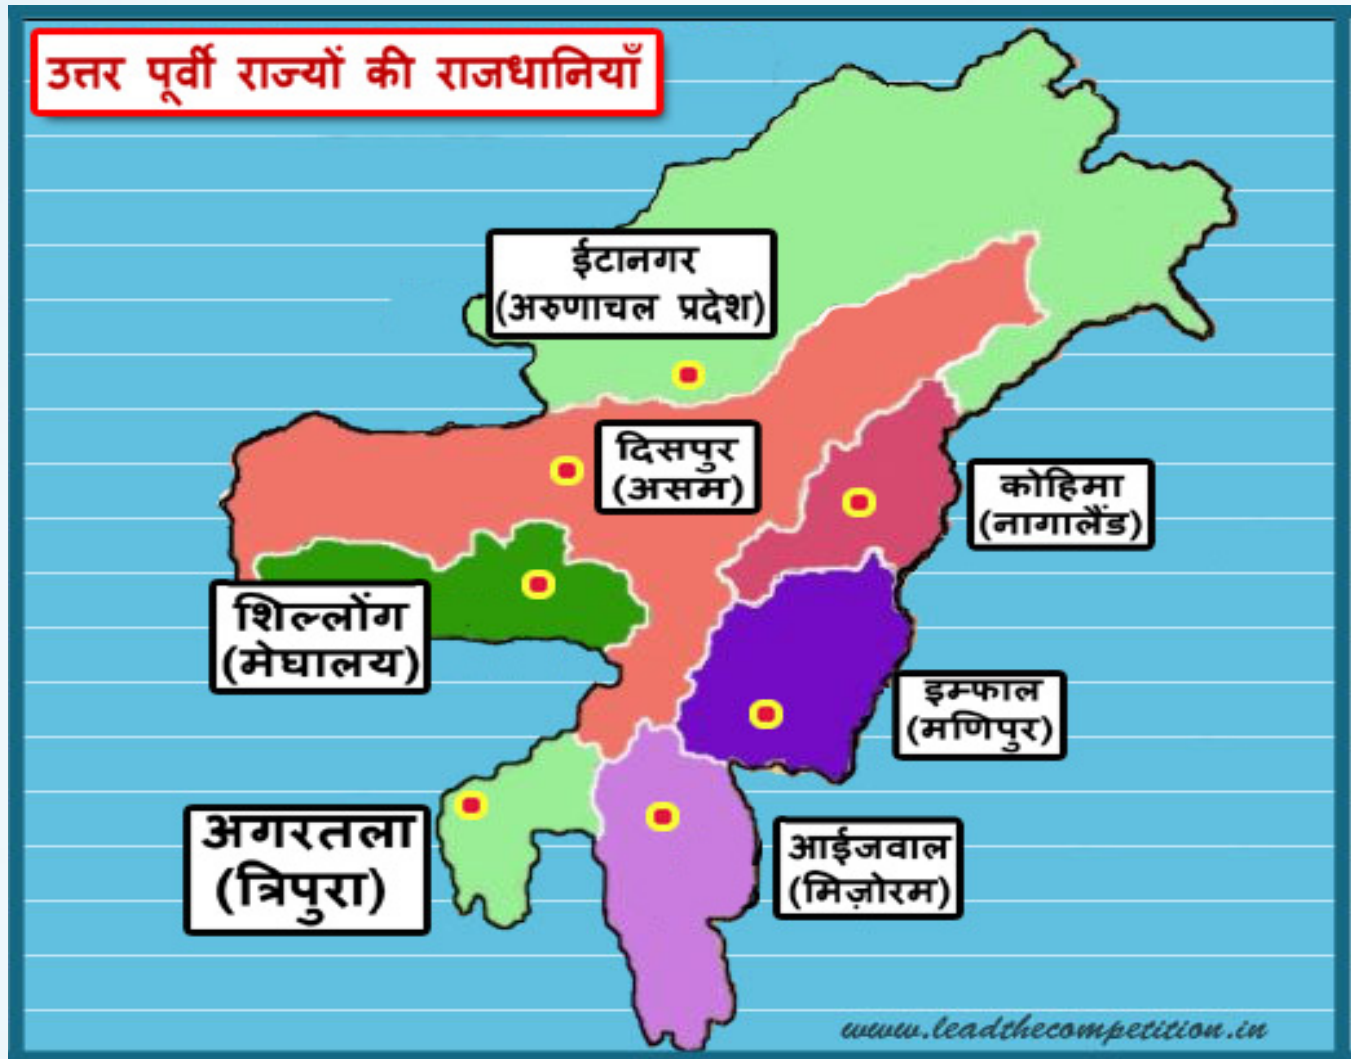 उत्तर पूर्वी राज्यों की राजधानियाँ
ईटानगर
(अरुणाचल प्रदेश)
दिसपुर
(असम)
कोहिमा
(नागालैंड)
शिल्लोंग
(मेघालय)
इम्फाल
(मणिपुर)
अगरतला
(त्रिपुरा)
आईजवाल
(मिज़ोरम)
www.leadthecompetition.in